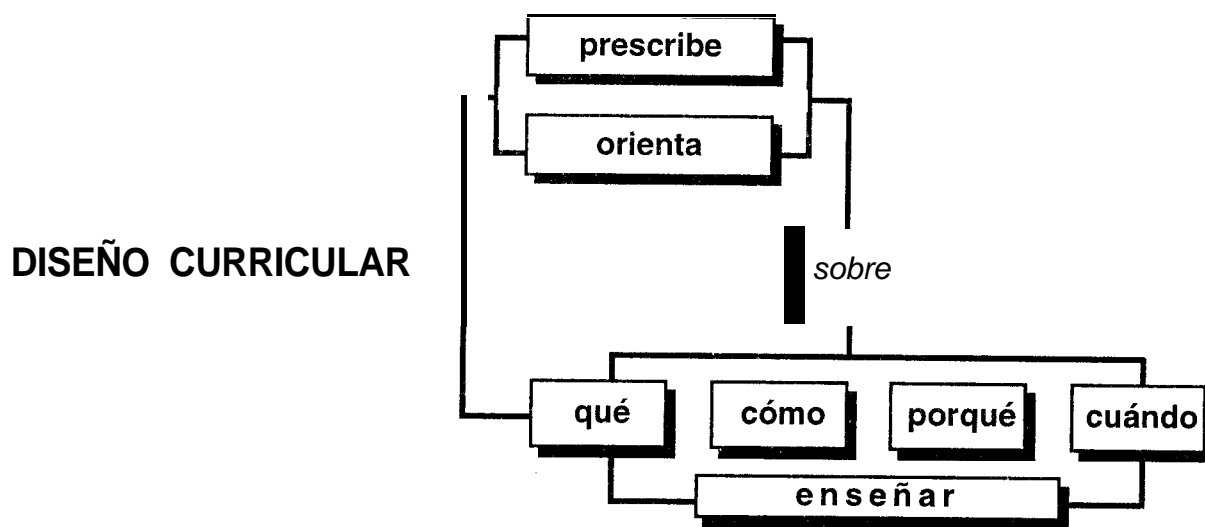 prescribe
orienta
DISEÑO CURRICULAR
sobre
qué cómo porqué cuándo
enseñar